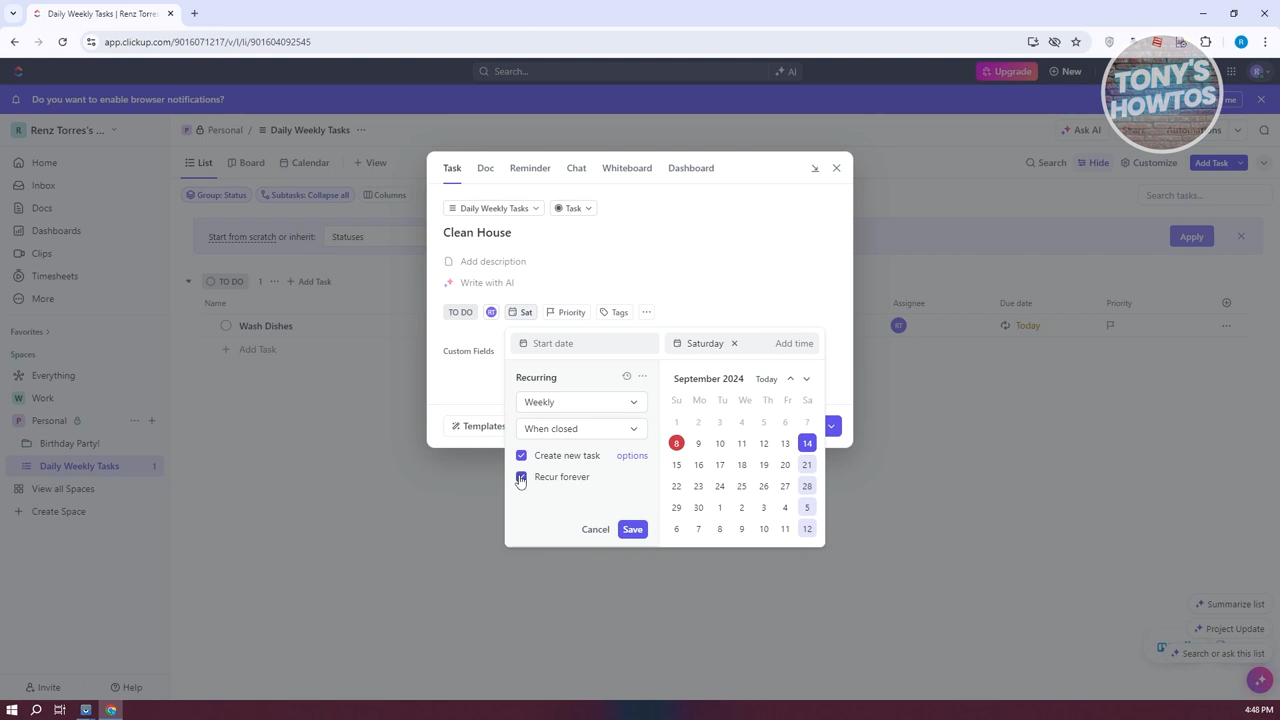 Daily Weekly Tasks | Renz Torres
app.clickup.com/9016071217/v/l/li/901604092545
R
Search...
AI
Upgrade
New
Do you want to enable browser notifications?
me
TONY'S
HOWTOS
R Renz Torres's ...
P Personal / Daily Weekly Tasks ...
Ask AI
Share
Automations
Home
Inbox
Docs
Dashboards
Clips
Timesheets
More
Favorites
Spaces
Everything
Work
Personal
Birthday Party!
Daily Weekly Tasks 1
View all Spaces
Create Space
Invite
Help
List
Board
Calendar
+ View
Search
Hide
Customize
Add Task
Group: Status
Subtasks: Collapse all
Columns
Search tasks...
Start from scratch or inherit:
Statuses
Apply
TO DO 1 ... + Add Task
Name
Assignee
Due date
Priority
Wash Dishes
RT
Today
Add Task
Task
Doc
Reminder
Chat
Whiteboard
Dashboard
Daily Weekly Tasks
Task
Clean House
Add description
Write with AI
TO DO
RT
Sat
Priority
Tags
...
Custom Fields
Templates
Start date
Saturday
Add time
Recurring
Weekly
When closed
Create new task options
Recur forever
Cancel
Save
September 2024 Today
Su Mo Tu We Th Fr Sa
1 2 3 4 5 6 7
8 9 10 11 12 13 14
15 16 17 18 19 20 21
22 23 24 25 26 27 28
29 30 1 2 3 4 5
6 7 8 9 10 11 12
Summarize list
Project Update
Search or ask this list
4:48 PM